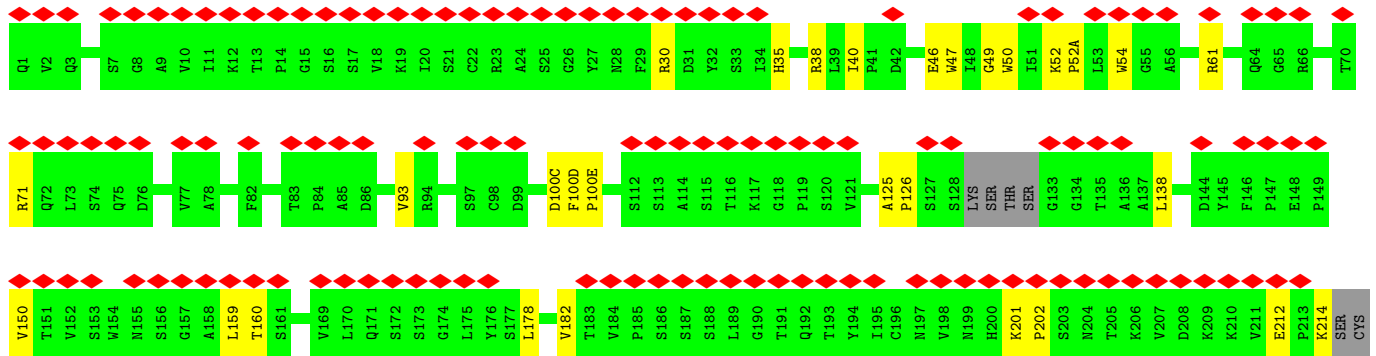 Q1 V2 Q3 S7 G8 A9 V10 I11 K12 T13 P14 G15 S16 S17 V18 K19 I20 S21 C22 R23 A24 S25 G26 Y27 N28 F29 R30 D31 Y32 S33 I34 H35 R38 L39 I40 P41 D42 E46 W47 I48 G49 W50 I51 K52 P52A L53 W54 G55 A56 R61 Q64 G65 R66 T70
R71 Q72 L73 S74 Q75 D76 V77 A78 F82 T83 P84 A85 D86 V93 R94 S97 C98 D99 D100C F100D P100E S112 S113 A114 S115 T116 K117 G118 P119 S120 V121 A125 P126 S127 S128 LYS SER THR SER G133 G134 T135 A136 A137 L138 D144 Y145 F146 P147 E148 P149
V150 T151 V152 S153 W154 N155 S156 G157 A158 L159 T160 S161 V169 L170 Q171 S172 S173 G174 L175 Y176 S177 L178 V182 T183 V184 P185 S186 S187 S188 L189 G190 T191 Q192 T193 Y194 I195 C196 N197 V198 N199 H200 K201 P202 S203 N204 T205 K206 V207 D208 K209 K210 V211 E212 P213 K214 SER CYS